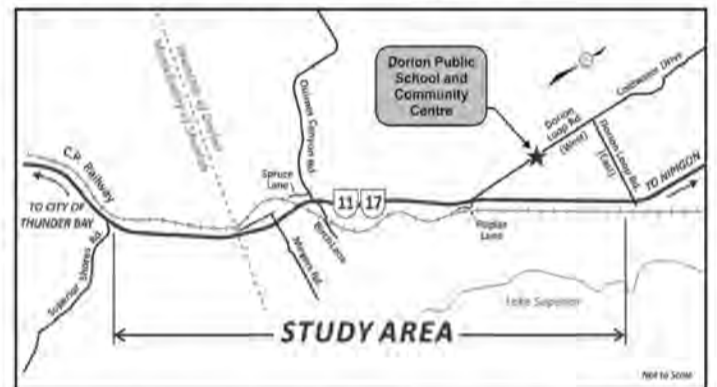 Dorion Public
School and
Community
Centre
Ouimet Canyon Rd.
Coldwater Drive
Dorion
Loop Rd.
(West)
Dorion Loop Rd.
(East)
C.P. Railway
Spruce
Lane
11 17
TO NIPIGON
TO CITY OF
THUNDER BAY
Birch Lane
Poplar
Lane
Superior Shores Rd.
Lake Superior
STUDY AREA
Not to Scale